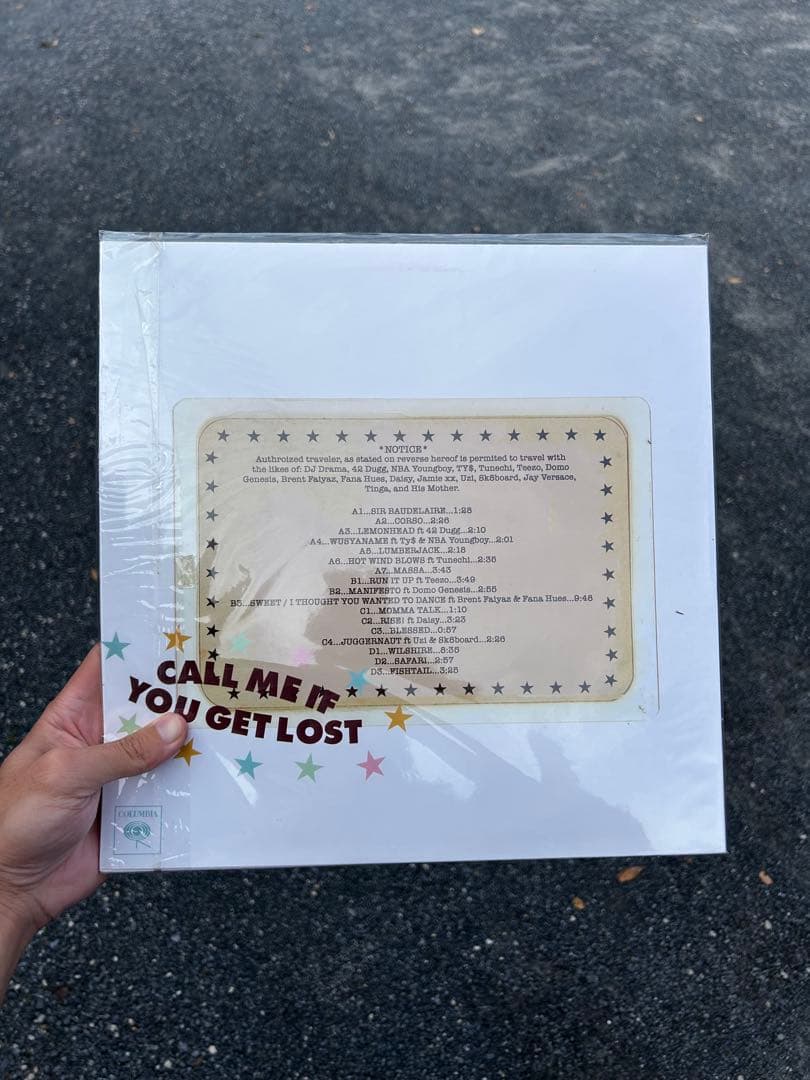 *NOTICE*
Authroized traveler, as stated on reverse hereof is permited to travel with
the likes of: DJ Drama, 42 Dugg, NBA Youngboy, TY$, Tunechi, Teezo, Domo
Genesis, Brent Faiyaz, Fana Hues, Daisy, Jamie xx, Uzi, Sk8board, Jay Versace,
Tinga, and His Mother.
A1...SIR BAUDELAIRE...1:28
A2...CORSO...2:26
A3...LEMONHEAD ft 42 Dugg...2:10
A4...WUSYANAME ft Ty$ & NBA Youngboy...2:01
A5...LUMBERJACK...2:18
A6...HOT WIND BLOWS ft Tunechi...2:35
A7...MASSA...3:43
B1...RUN IT UP ft Teezo...3:49
B2...MANIFESTO ft Domo Genesis...2:55
B3...SWEET / I THOUGHT YOU WANTED TO DANCE ft Brent Faiyaz & Fana Hues...9:48
C1...MOMMA TALK...1:10
C2...RISE! ft Daisy...3:23
C3...BLESSED...0:57
C4...JUGGERNAUT ft Uzi & Sk8board...2:26
D1...WILSHIRE...8:35
D2...SAFARI...2:57
D3...FISHTAIL...3:25
CALL ME IF
YOU GET LOST
COLUMBIA